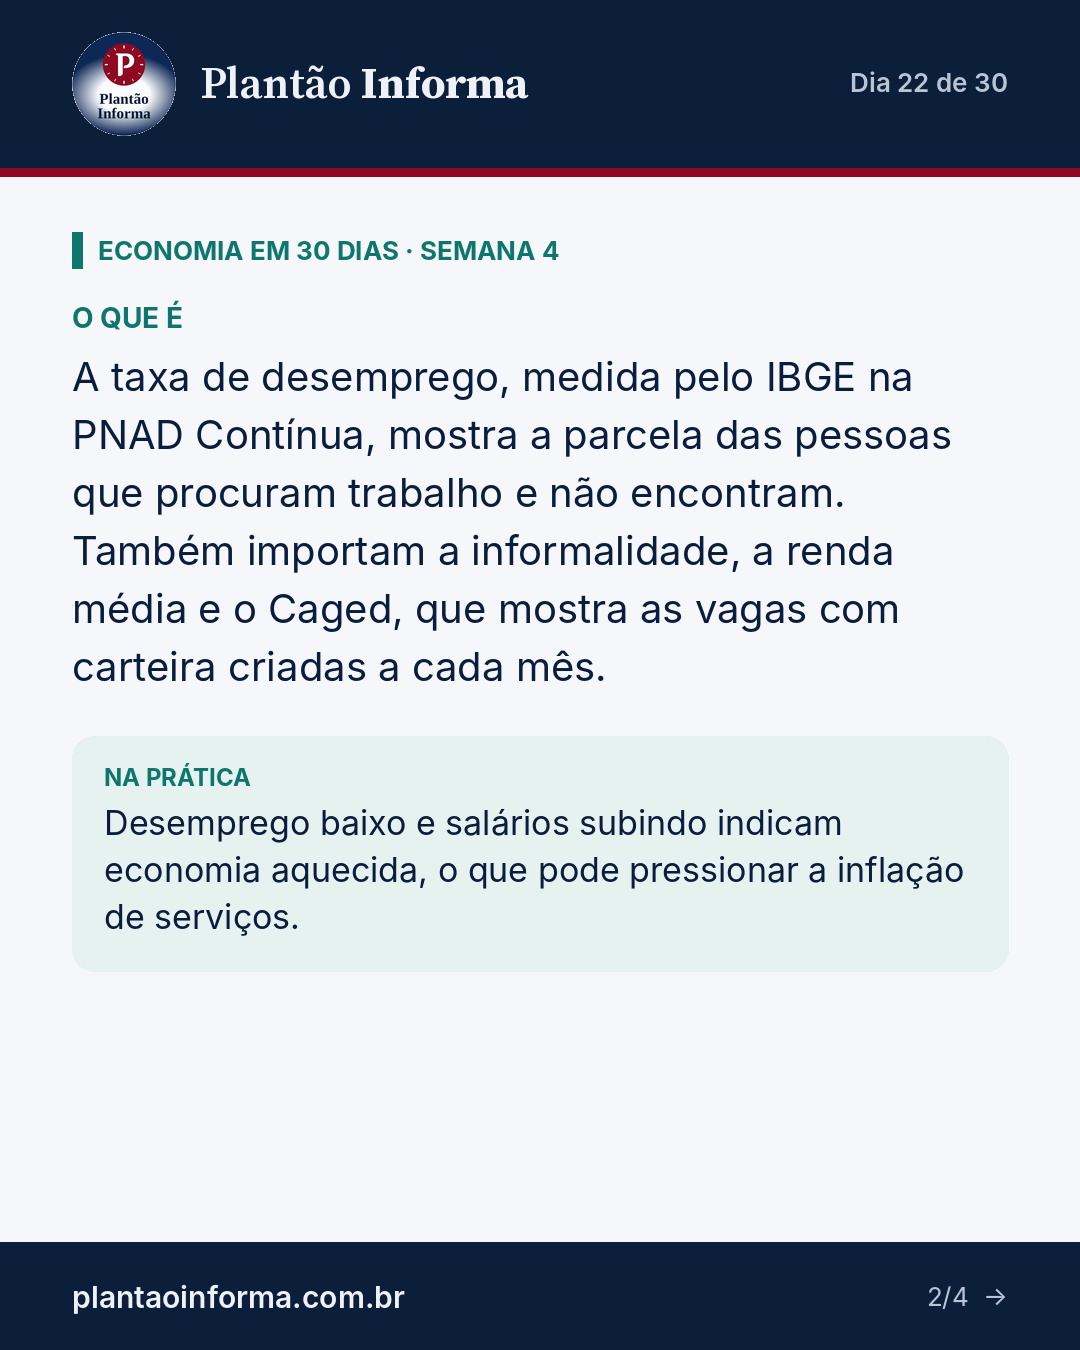 P
Plantão
Informa
Plantão Informa
Dia 22 de 30
ECONOMIA EM 30 DIAS · SEMANA 4
O QUE É
A taxa de desemprego, medida pelo IBGE na
PNAD Contínua, mostra a parcela das pessoas
que procuram trabalho e não encontram.
Também importam a informalidade, a renda
média e o Caged, que mostra as vagas com
carteira criadas a cada mês.
NA PRÁTICA
Desemprego baixo e salários subindo indicam
economia aquecida, o que pode pressionar a inflação
de serviços.
plantaoinforma.com.br
2/4 →